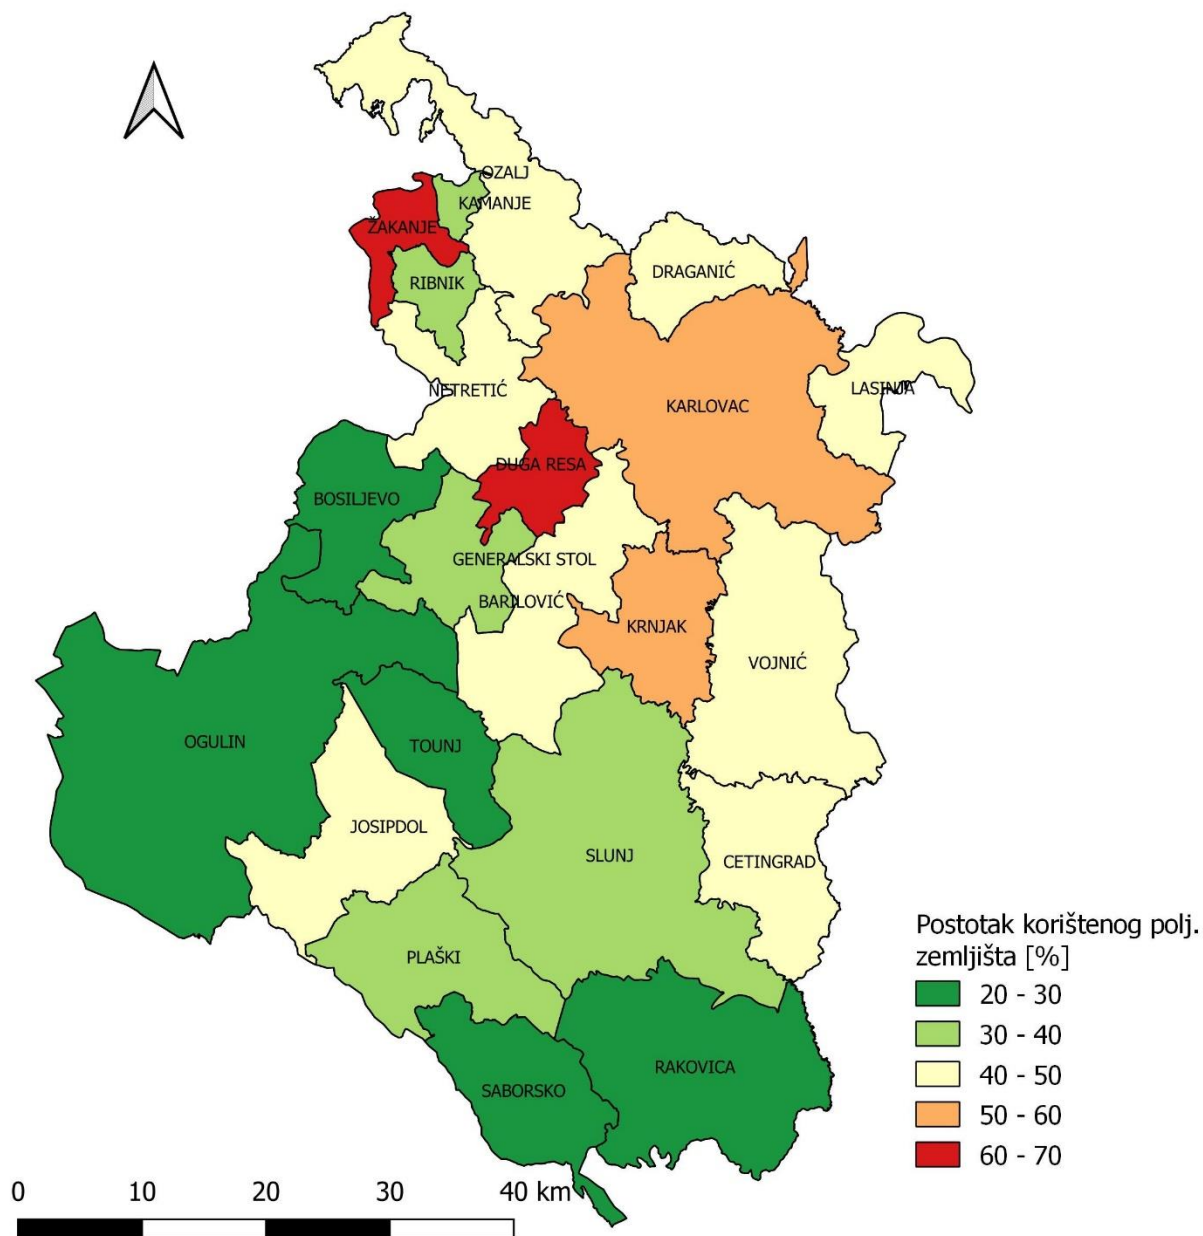 OZALJ
KAMANJE
ŽAKANJE
DRAGANIĆ
RIBNIK
NETRETIĆ
LASINJA
KARLOVAC
DUGA RESA
BOSILJEVO
GENERALSKI STOL
BARILOVIĆ
KRNJAK
VOJNIĆ
OGULIN
TOUNJ
JOSIPDOL
SLUNJ
CETINGRAD
PLAŠKI
RAKOVICA
SABORSKO
Postotak korištenog polj.
zemljišta [%]
20 - 30
30 - 40
40 - 50
50 - 60
60 - 70
0 10 20 30 40 km